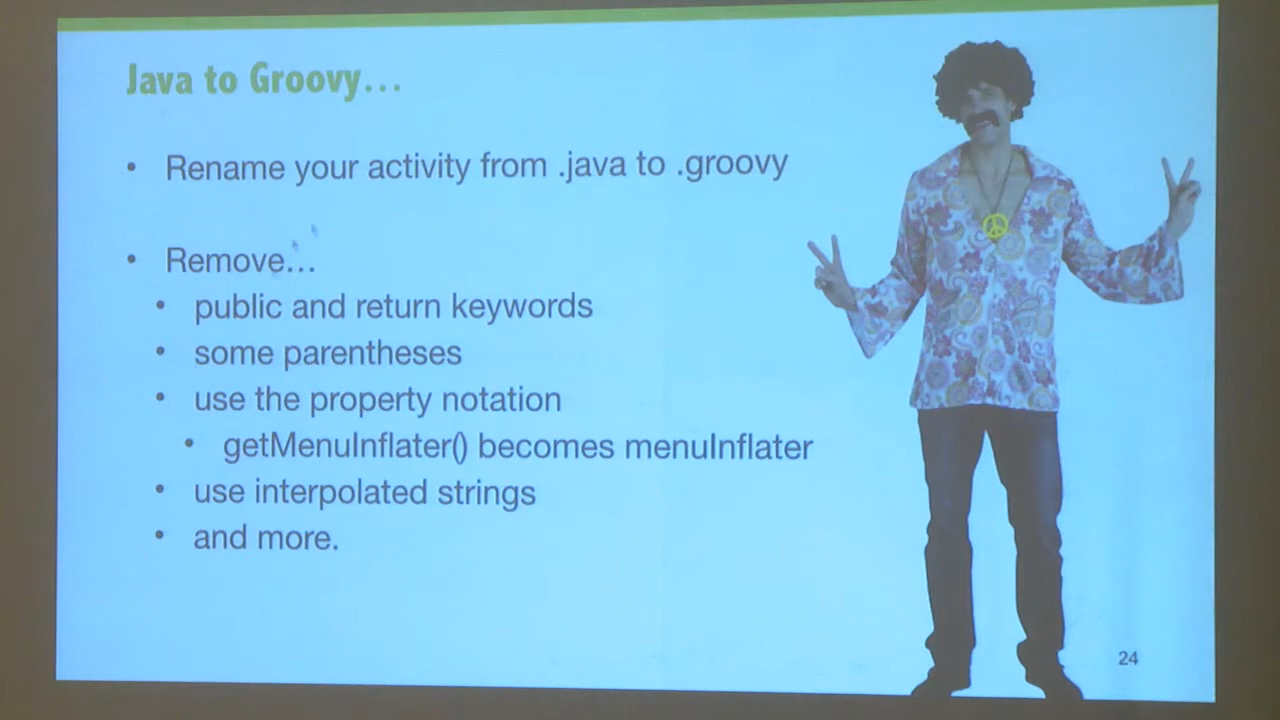 Java to Groovy...
• Rename your activity from .java to .groovy
• Remove...
• public and return keywords
• some parentheses
• use the property notation
• getMenuInflater() becomes menuInflater
• use interpolated strings
• and more.
24